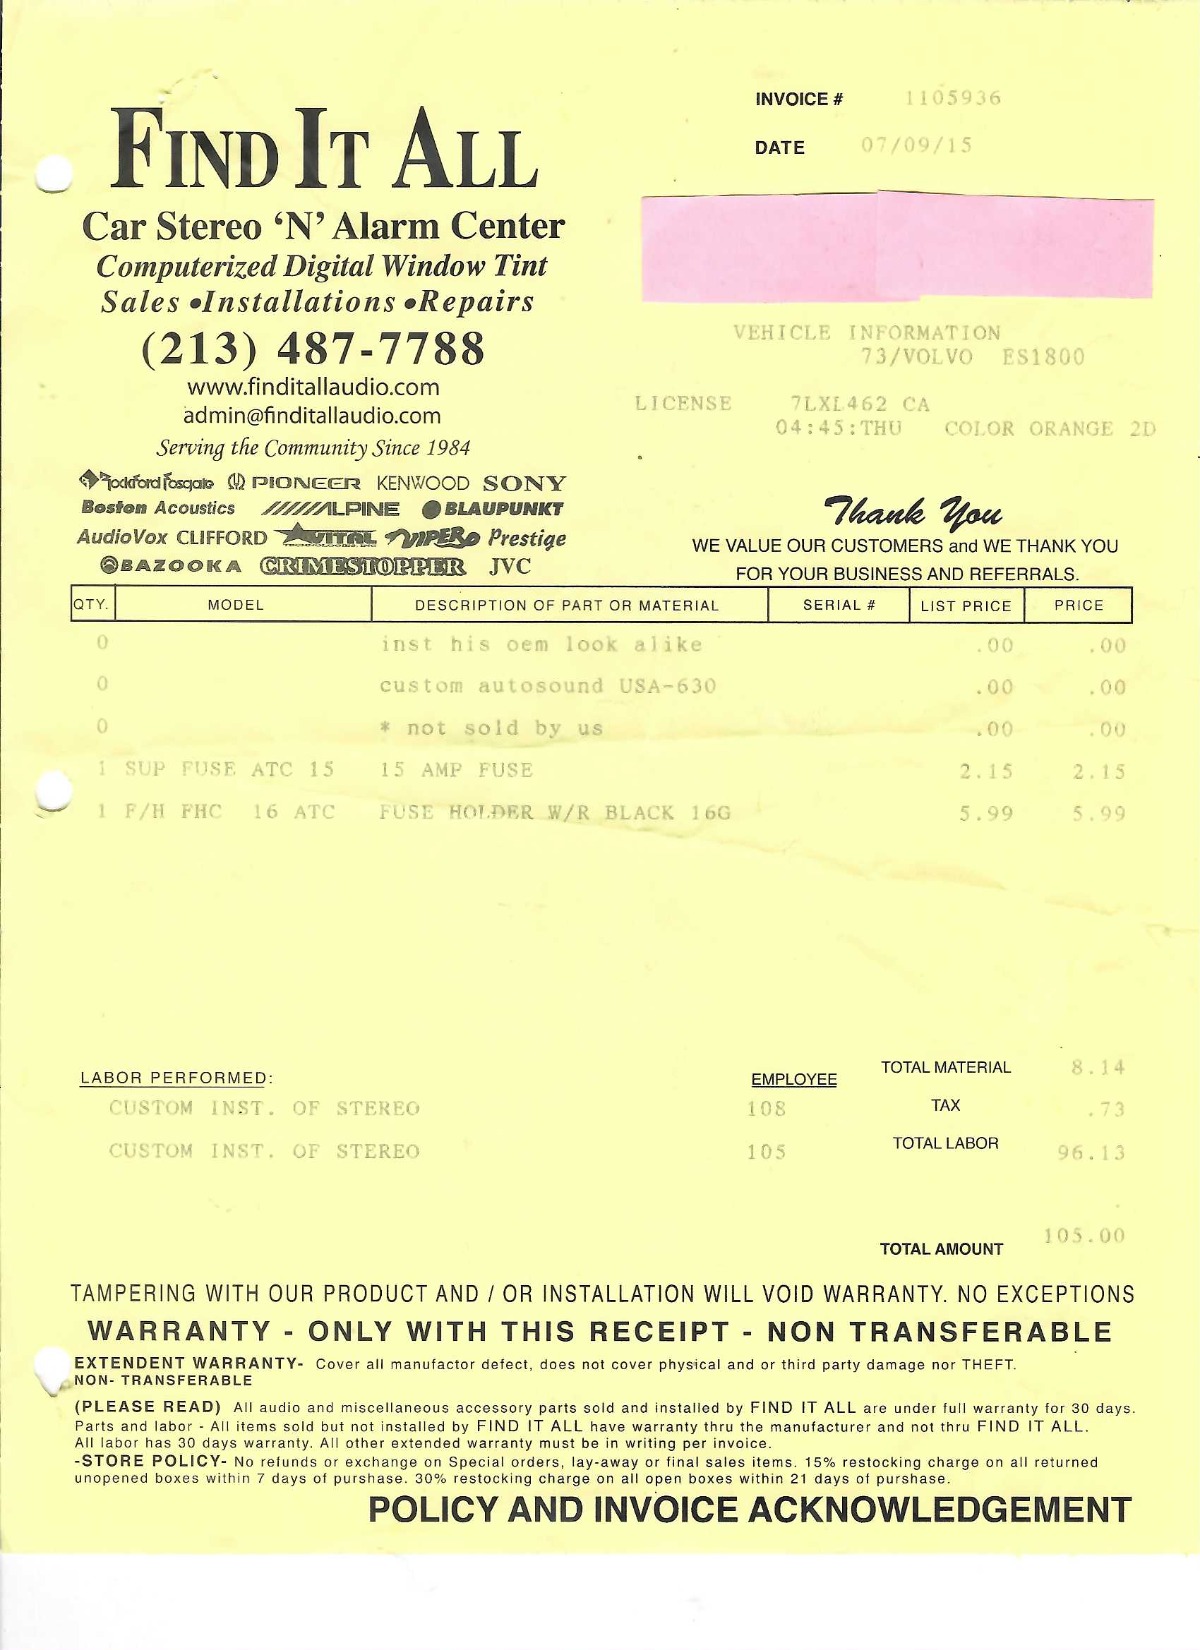 INVOICE # 1105936
DATE 07/09/15
FIND IT ALL
Car Stereo ‘N’ Alarm Center
Computerized Digital Window Tint
Sales •Installations •Repairs
(213) 487-7788
www.finditallaudio.com
admin@finditallaudio.com
Serving the Community Since 1984
Rockford Fosgate PIONEER KENWOOD SONY
Boston Acoustics ALPINE BLAUPUNKT
AudioVox CLIFFORD AVITAL VIPER Prestige
BAZOOKA CRIMESTOPPER JVC
VEHICLE INFORMATION
73/VOLVO ES1800
LICENSE 7LXL462 CA
04:45:THU COLOR ORANGE 2D
Thank You
WE VALUE OUR CUSTOMERS and WE THANK YOU
FOR YOUR BUSINESS AND REFERRALS.
QTY. MODEL DESCRIPTION OF PART OR MATERIAL SERIAL # LIST PRICE PRICE
0 inst his oem look alike .00 .00
0 custom autosound USA-630 .00 .00
0 * not sold by us .00 .00
1 SUP FUSE ATC 15 15 AMP FUSE 2.15 2.15
1 F/H FHC 16 ATC FUSE HOLDER W/R BLACK 16G 5.99 5.99
LABOR PERFORMED: EMPLOYEE TOTAL MATERIAL 8.14
CUSTOM INST. OF STEREO 108 TAX .73
CUSTOM INST. OF STEREO 105 TOTAL LABOR 96.13
TOTAL AMOUNT 105.00
TAMPERING WITH OUR PRODUCT AND / OR INSTALLATION WILL VOID WARRANTY. NO EXCEPTIONS
WARRANTY - ONLY WITH THIS RECEIPT - NON TRANSFERABLE
EXTENDENT WARRANTY- Cover all manufactor defect, does not cover physical and or third party damage nor THEFT.
NON- TRANSFERABLE
(PLEASE READ) All audio and miscellaneous accessory parts sold and installed by FIND IT ALL are under full warranty for 30 days.
Parts and labor - All items sold but not installed by FIND IT ALL have warranty thru the manufacturer and not thru FIND IT ALL.
All labor has 30 days warranty. All other extended warranty must be in writing per invoice.
-STORE POLICY- No refunds or exchange on Special orders, lay-away or final sales items. 15% restocking charge on all returned
unopened boxes within 7 days of purshase. 30% restocking charge on all open boxes within 21 days of purshase.
POLICY AND INVOICE ACKNOWLEDGEMENT